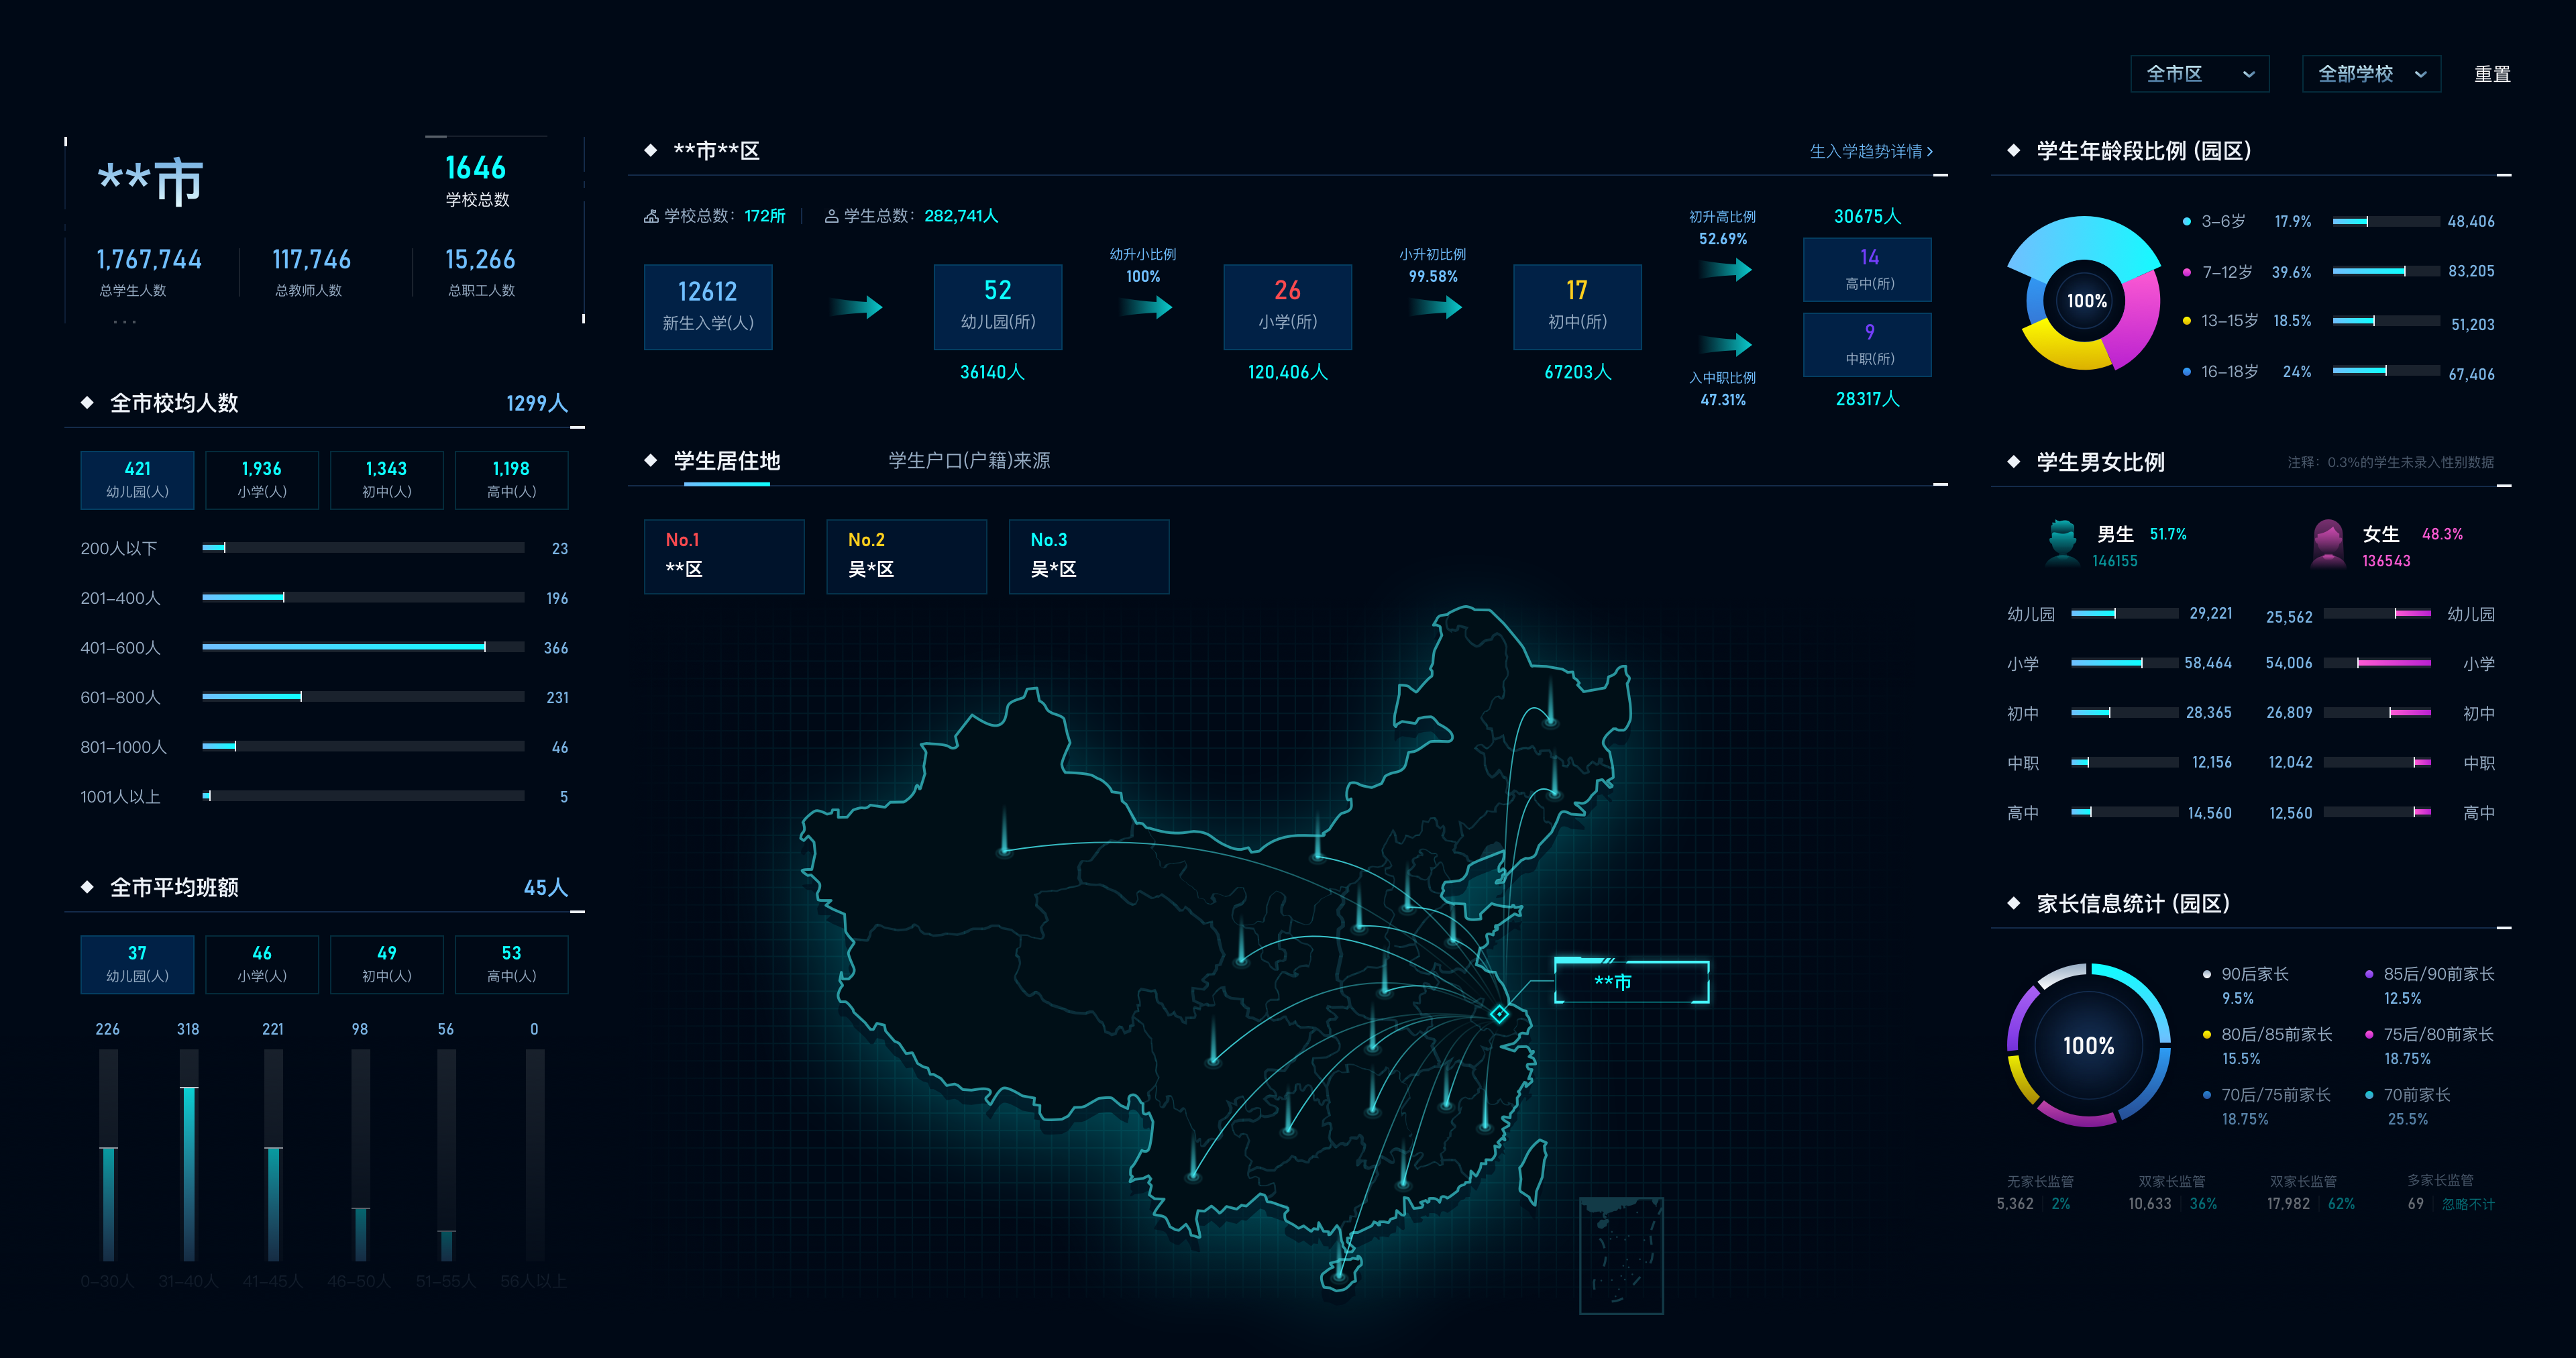 全市区
全部学校
重置
**市
1646
学校总数
1,767,744
总学生人数
117,746
总教师人数
15,266
总职工人数
...
全市校均人数
1299人
421
幼儿园(人)
1,936
小学(人)
1,343
初中(人)
1,198
高中(人)
200人以下
23
201-400人
196
401-600人
366
601-800人
231
801-1000人
46
1001人以上
5
全市平均班额
45人
37
幼儿园(人)
46
小学(人)
49
初中(人)
53
高中(人)
226
318
221
98
56
0
0-30人
31-40人
41-45人
46-50人
51-55人
56人以上
**市**区
生入学趋势详情 >
学校总数: 172所
学生总数: 282,741人
12612
新生入学(人)
52
幼儿园(所)
36140人
幼升小比例
100%
26
小学(所)
120,406人
小升初比例
99.58%
17
初中(所)
67203人
初升高比例
52.69%
30675人
14
高中(所)
9
中职(所)
入中职比例
47.31%
28317人
学生居住地
学生户口(户籍)来源
No.1
**区
No.2
吴*区
No.3
吴*区
**市
学生年龄段比例 (园区)
100%
3-6岁
17.9%
48,406
7-12岁
39.6%
83,205
13-15岁
18.5%
51,203
16-18岁
24%
67,406
学生男女比例
注释: 0.3%的学生未录入性别数据
男生
51.7%
146155
女生
48.3%
136543
幼儿园
29,221
25,562
幼儿园
小学
58,464
54,006
小学
初中
28,365
26,809
初中
中职
12,156
12,042
中职
高中
14,560
12,560
高中
家长信息统计 (园区)
100%
90后家长
9.5%
85后/90前家长
12.5%
80后/85前家长
15.5%
75后/80前家长
18.75%
70后/75前家长
18.75%
70前家长
25.5%
无家长监管
5,362
2%
双家长监管
10,633
36%
双家长监管
17,982
62%
多家长监管
69
忽略不计